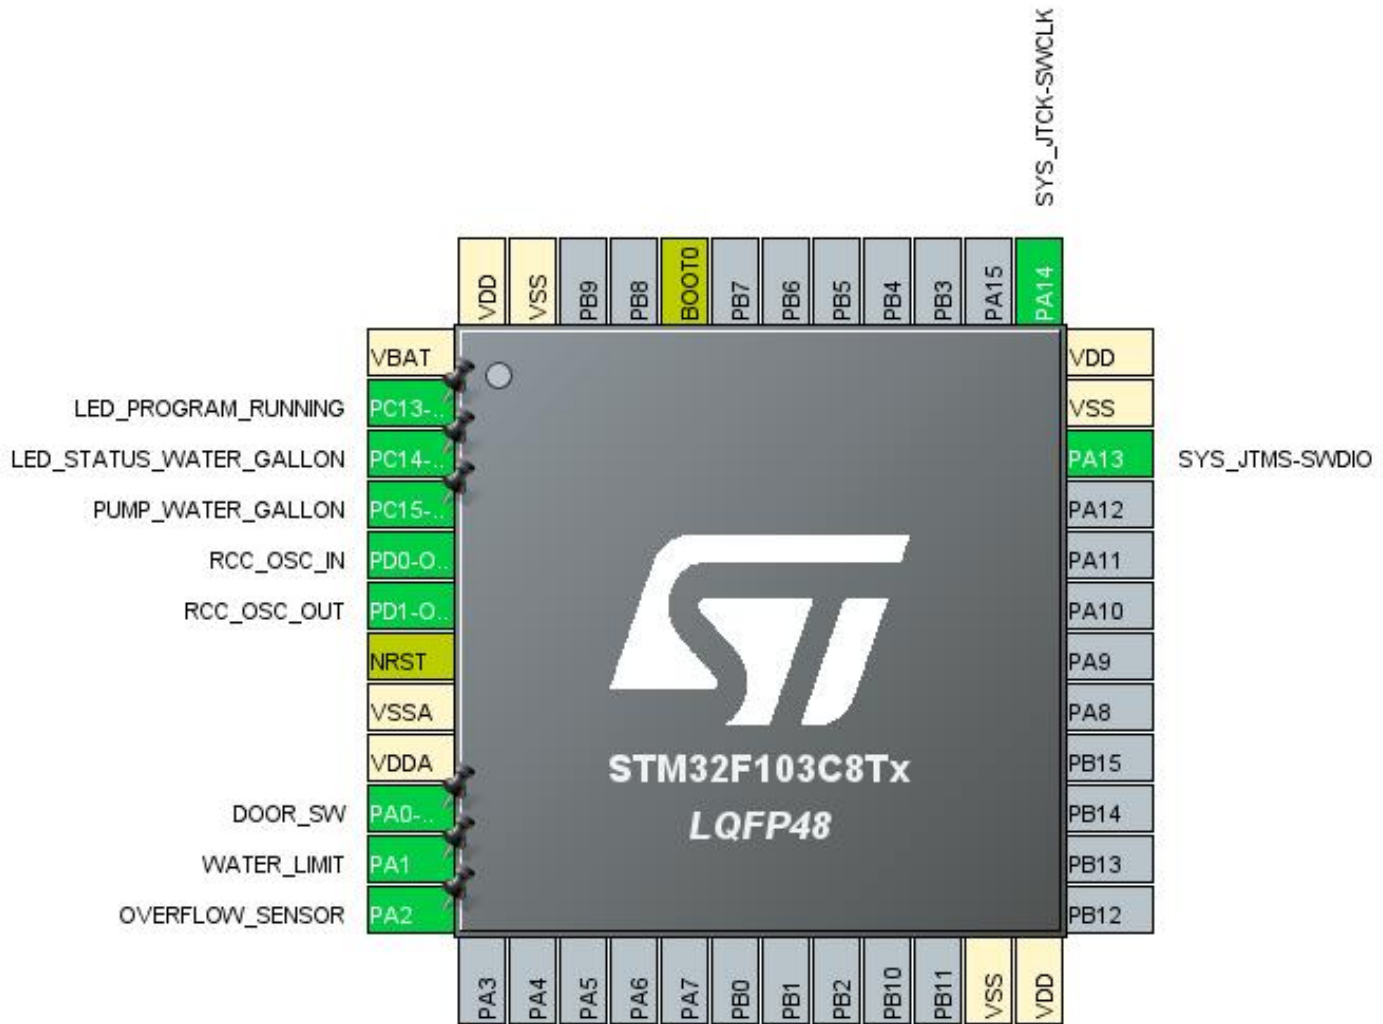 SYS_JTCK-SWCLK
VDD
VSS
PB9
PB8
BOOT0
PB7
PB6
PB5
PB4
PB3
PA15
PA14
VBAT
VDD
LED_PROGRAM_RUNNING PC13-..
VSS
LED_STATUS_WATER_GALLON PC14-..
PA13 SYS_JTMS-SWDIO
PUMP_WATER_GALLON PC15-..
PA12
RCC_OSC_IN PD0-O..
PA11
RCC_OSC_OUT PD1-O..
PA10
NRST
PA9
VSSA
PA8
VDDA
PB15
DOOR_SW PA0-..
PB14
WATER_LIMIT PA1
PB13
OVERFLOW_SENSOR PA2
PB12
ST
STM32F103C8Tx
LQFP48
PA3
PA4
PA5
PA6
PA7
PB0
PB1
PB2
PB10
PB11
VSS
VDD